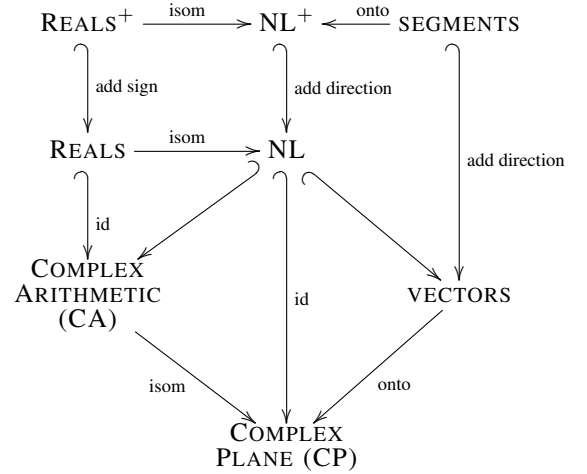 REALS+ isom NL+ onto SEGMENTS
add sign add direction
REALS isom NL
add direction
id
COMPLEX
ARITHMETIC
(CA)
id
VECTORS
isom onto
COMPLEX
PLANE (CP)